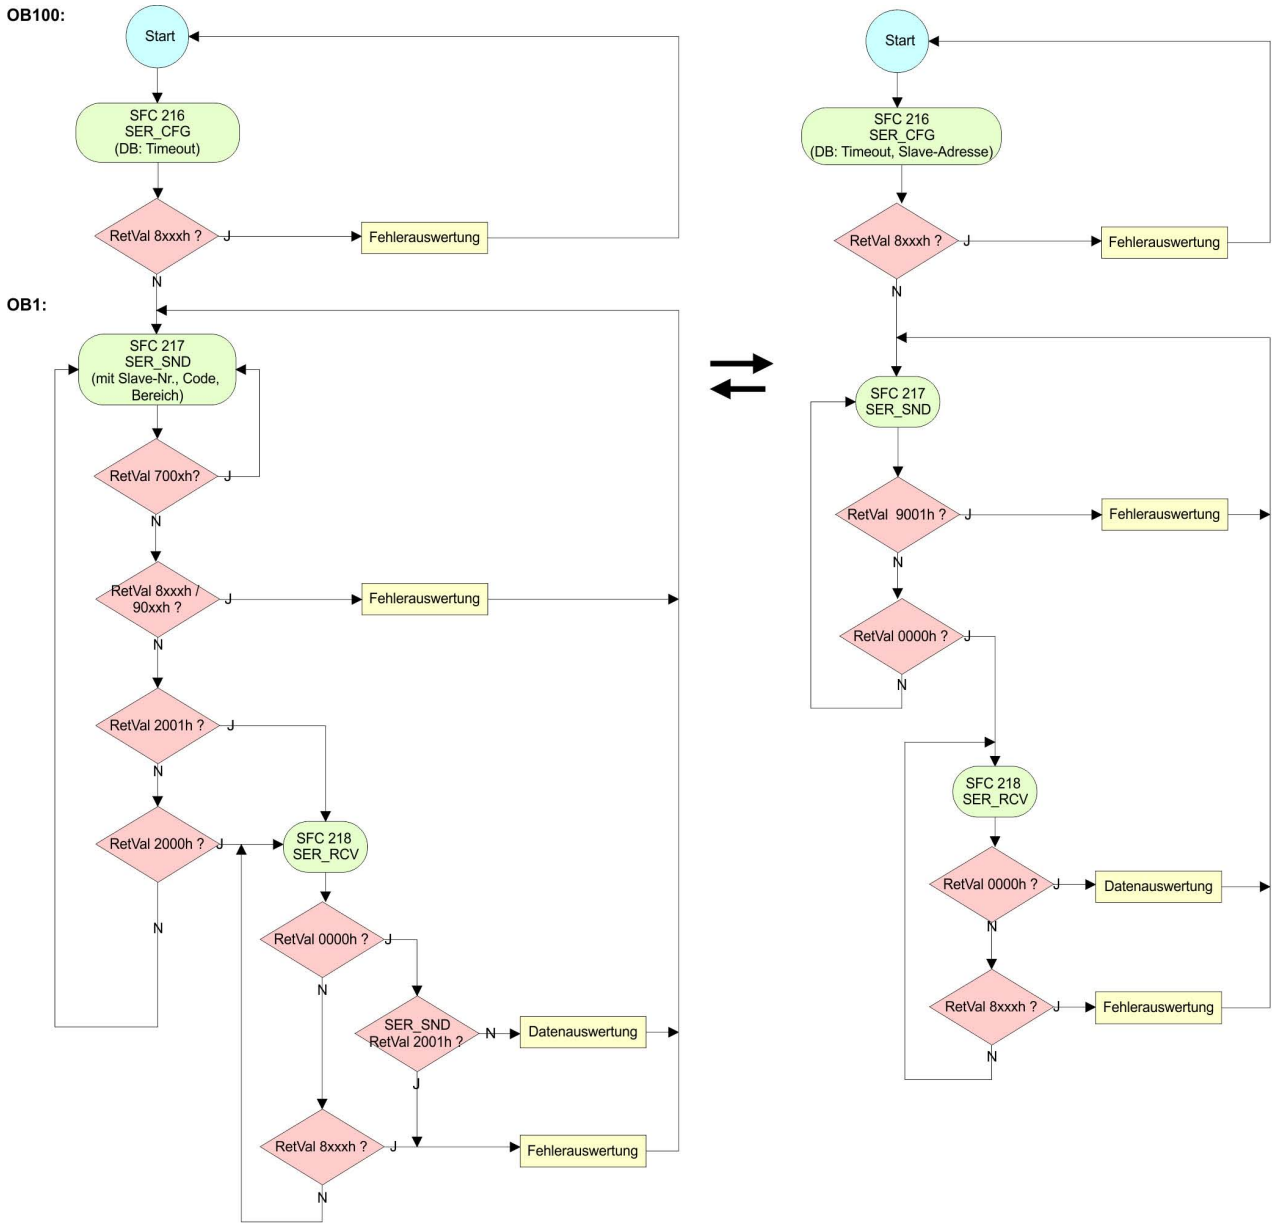 OB100:
Start
SFC 216
SER_CFG
(DB: Timeout)
RetVal 8xxxh ?
J
Fehlerauswertung
N
OB1:
SFC 217
SER_SND
(mit Slave-Nr., Code,
Bereich)
RetVal 700xh?
J
N
RetVal 8xxxh /
90xxh ?
J
Fehlerauswertung
N
RetVal 2001h ?
J
N
RetVal 2000h ?
J
N
SFC 218
SER_RCV
RetVal 0000h ?
J
N
SER_SND
RetVal 2001h ?
N
Datenauswertung
J
RetVal 8xxxh ?
J
Fehlerauswertung
N
Start
SFC 216
SER_CFG
(DB: Timeout, Slave-Adresse)
RetVal 8xxxh ?
J
Fehlerauswertung
N
SFC 217
SER_SND
RetVal  9001h ?
J
Fehlerauswertung
N
RetVal 0000h ?
J
N
SFC 218
SER_RCV
RetVal 0000h ?
J
Datenauswertung
N
RetVal 8xxxh ?
J
Fehlerauswertung
N